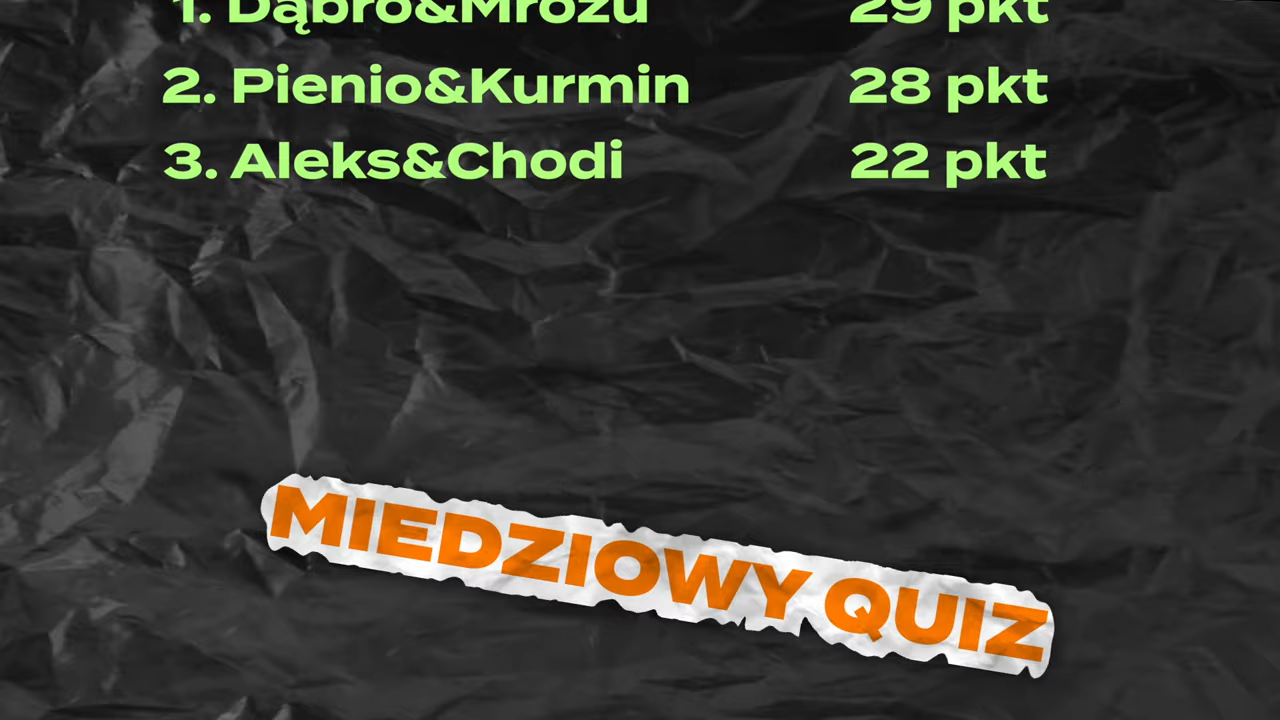 1. Dąbro&Mrozu 29 pkt
2. Pienio&Kurmin 28 pkt
3. Aleks&Chodi 22 pkt
MIEDZIOWY QUIZ